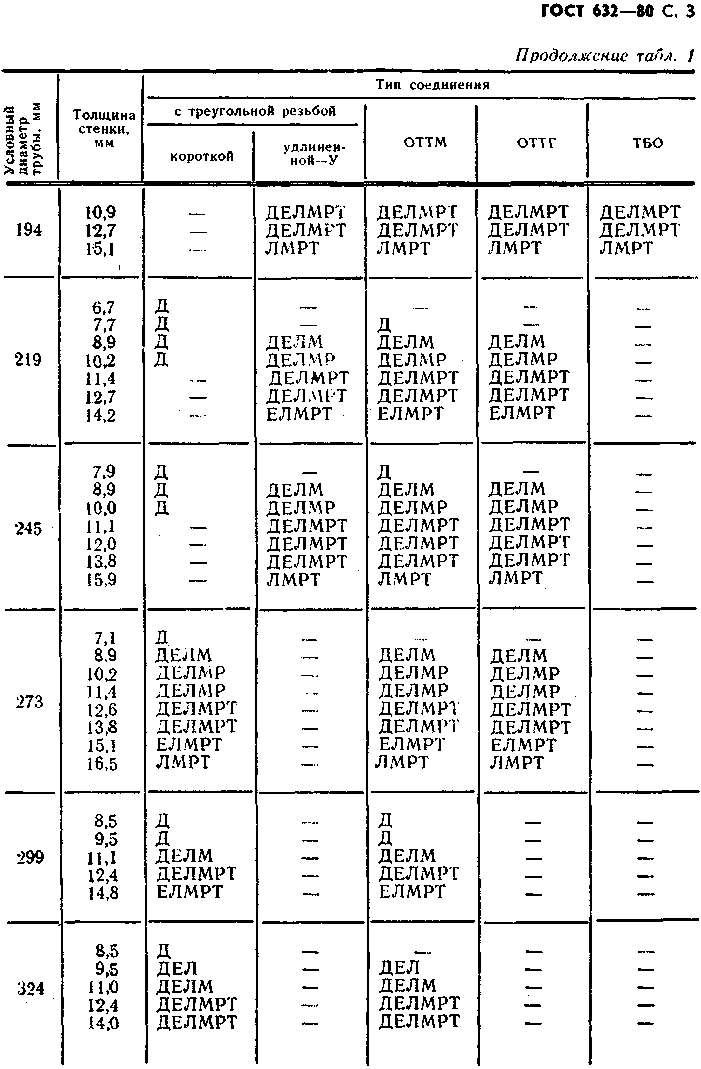 ГОСТ 632—80 С. 3
Продолжение табл. 1
Условный диаметр трубы, мм
Толщина стенки, мм
Тип соединения
с треугольной резьбой
короткой
удлинен-
ной—У
ОТТМ
ОТТГ
ТБО
194
10,9 — ДЕЛМРТ ДЕЛМРТ ДЕЛМРТ ДЕЛМРТ
12,7 — ДЕЛМРТ ДЕЛМРТ ДЕЛМРТ ДЕЛМРТ
15,1 — ЛМРТ ЛМРТ ЛМРТ ЛМРТ
219
6,7 Д — — — —
7,7 Д — Д — —
8,9 Д ДЕЛМ ДЕЛМ ДЕЛМ —
10,2 Д ДЕЛМР ДЕЛМР ДЕЛМР —
11,4 — ДЕЛМРТ ДЕЛМРТ ДЕЛМРТ —
12,7 — ДЕЛМРТ ДЕЛМРТ ДЕЛМРТ —
14,2 — ЕЛМРТ ЕЛМРТ ЕЛМРТ —
245
7,9 Д — Д — —
8,9 Д ДЕЛМ ДЕЛМ ДЕЛМ —
10,0 Д ДЕЛМР ДЕЛМР ДЕЛМР —
11,1 — ДЕЛМРТ ДЕЛМРТ ДЕЛМРТ —
12,0 — ДЕЛМРТ ДЕЛМРТ ДЕЛМРТ —
13,8 — ДЕЛМРТ ДЕЛМРТ ДЕЛМРТ —
15,9 — ЛМРТ ЛМРТ ЛМРТ —
273
7,1 Д — — — —
8,9 ДЕЛМ — ДЕЛМ ДЕЛМ —
10,2 ДЕЛМР — ДЕЛМР ДЕЛМР —
11,4 ДЕЛМР — ДЕЛМР ДЕЛМР —
12,6 ДЕЛМРТ — ДЕЛМРТ ДЕЛМРТ —
13,8 ДЕЛМРТ — ДЕЛМРТ ДЕЛМРТ —
15,1 ЕЛМРТ — ЕЛМРТ ЕЛМРТ —
16,5 ЛМРТ — ЛМРТ ЛМРТ —
299
8,5 Д — Д — —
9,5 Д — Д — —
11,1 ДЕЛМ — ДЕЛМ — —
12,4 ДЕЛМРТ — ДЕЛМРТ — —
14,8 ЕЛМРТ — ЕЛМРТ — —
324
8,5 Д — — — —
9,5 ДЕЛ — ДЕЛ — —
11,0 ДЕЛМ — ДЕЛМ — —
12,4 ДЕЛМРТ — ДЕЛМРТ — —
14,0 ДЕЛМРТ — ДЕЛМРТ — —